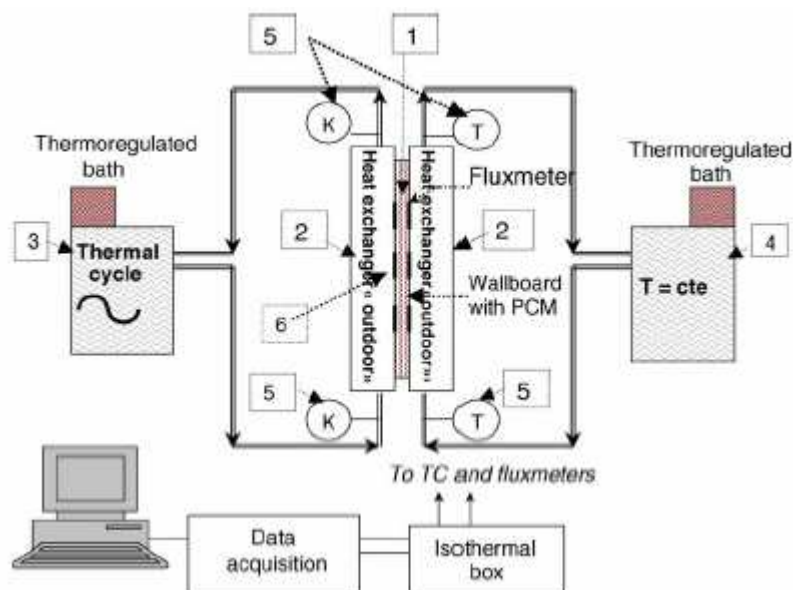 5
1
K
T
Thermoregulated
bath
Thermoregulated
bath
Heat exchanger « outdoor»
Heat exchanger «outdoor»
Fluxmeter
3
Thermal
cycle
2
2
4
T = cte
Wallboard
with PCM
6
5
K
T
5
To TC and fluxmeters
Data
acquisition
Isothermal
box